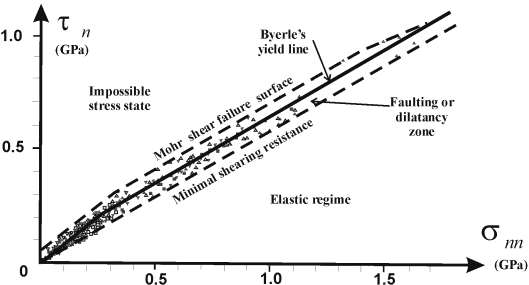 τ n
(GPa)
1.0
0.5
0
Impossible
stress state
Byerle's
yield line
Mohr shear failure surface
Minimal shearing resistance
Faulting or
dilatancy
zone
Elastic regime
σ nn
(GPa)
0.5
1.0
1.5